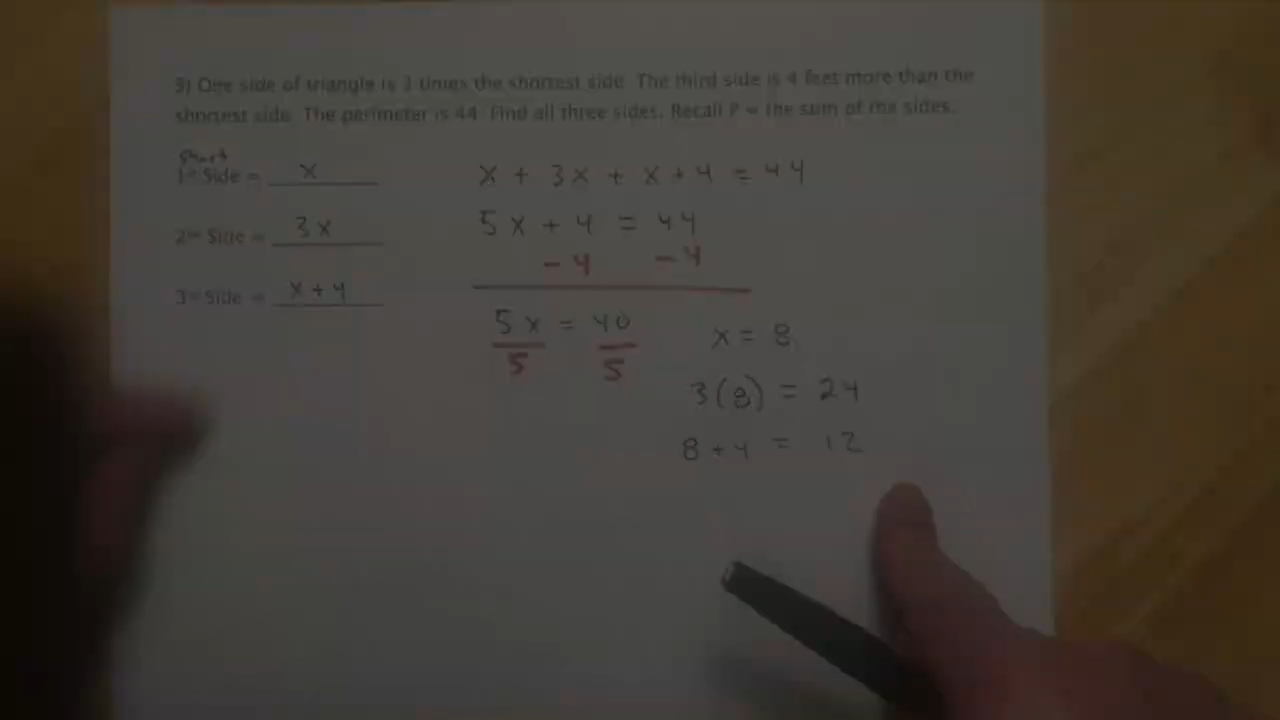 9) One side of triangle is 3 times the shortest side. The third side is 4 feet more than the
shortest side. The perimeter is 44. Find all three sides. Recall P = the sum of the sides.
Short
1st Side = x
2nd Side = 3x
3rd Side = x + 4
x + 3x + x + 4 = 44
5x + 4 = 44
- 4 - 4
5x = 40
5 5
x = 8
3(8) = 24
8 + 4 = 12